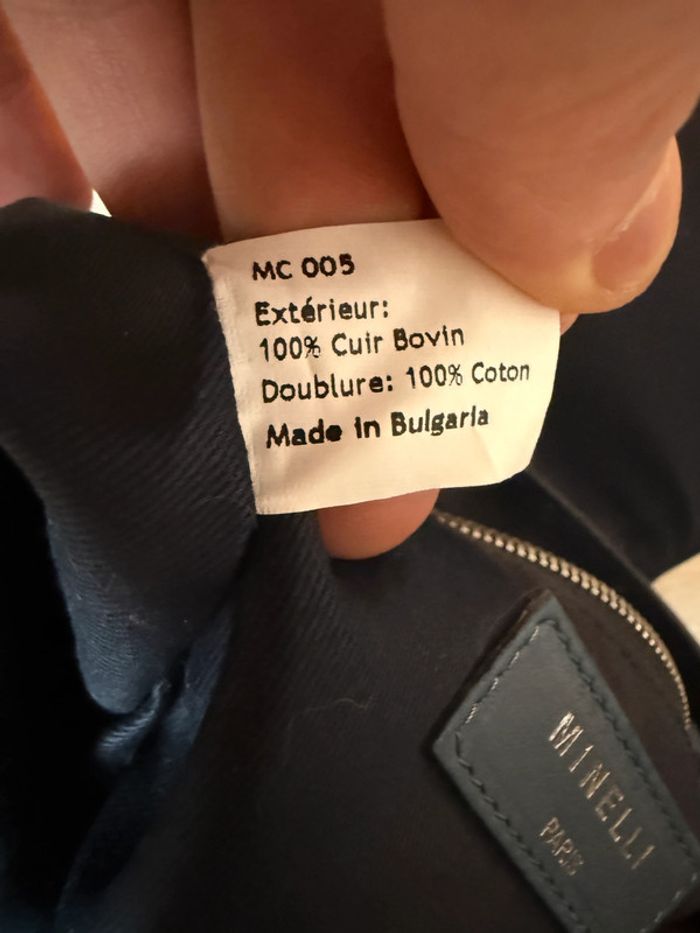 MC 005
Extérieur:
100% Cuir Bovin
Doublure: 100% Coton
Made in Bulgaria
MINELLI
PARIS